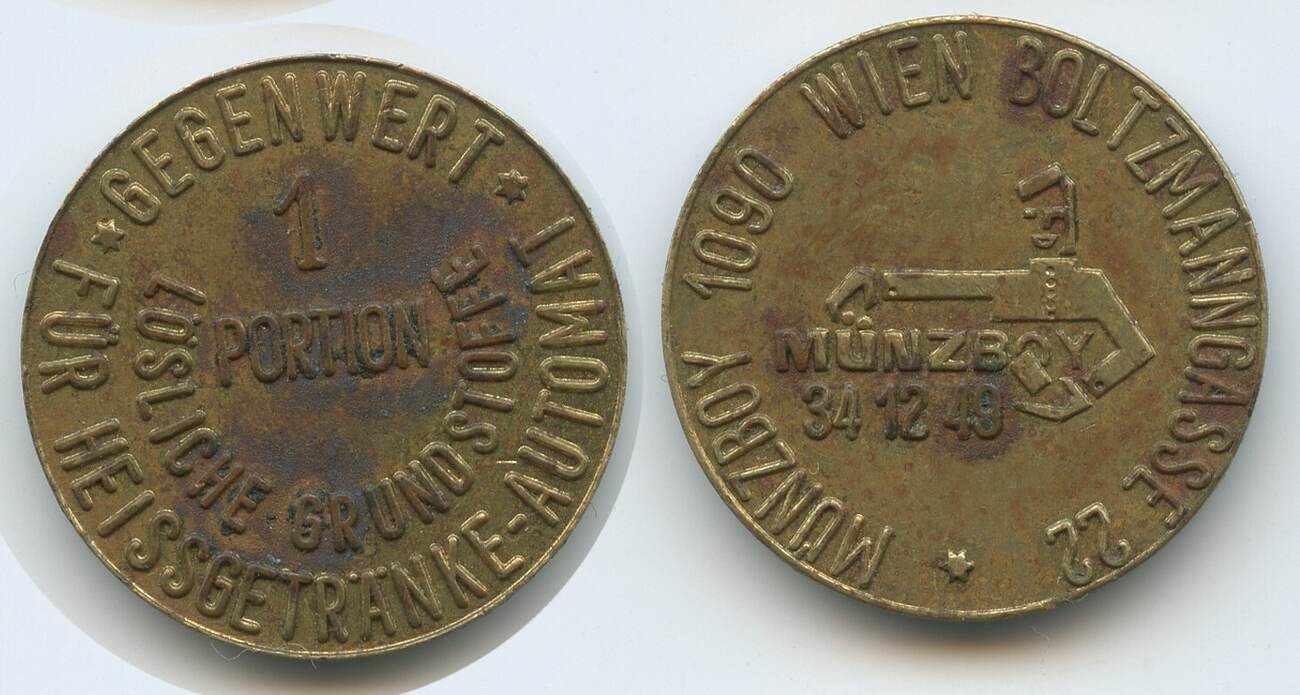 GEGENWERT
FÜR HEISSGETRÄNKE-AUTOMAT
1
PORTION
LÖSLICHE GRUNDSTOFFE
MÜNZBOY 1090 WIEN BOLTZMANNGASSE 22
MÜNZBOY
34 12 49